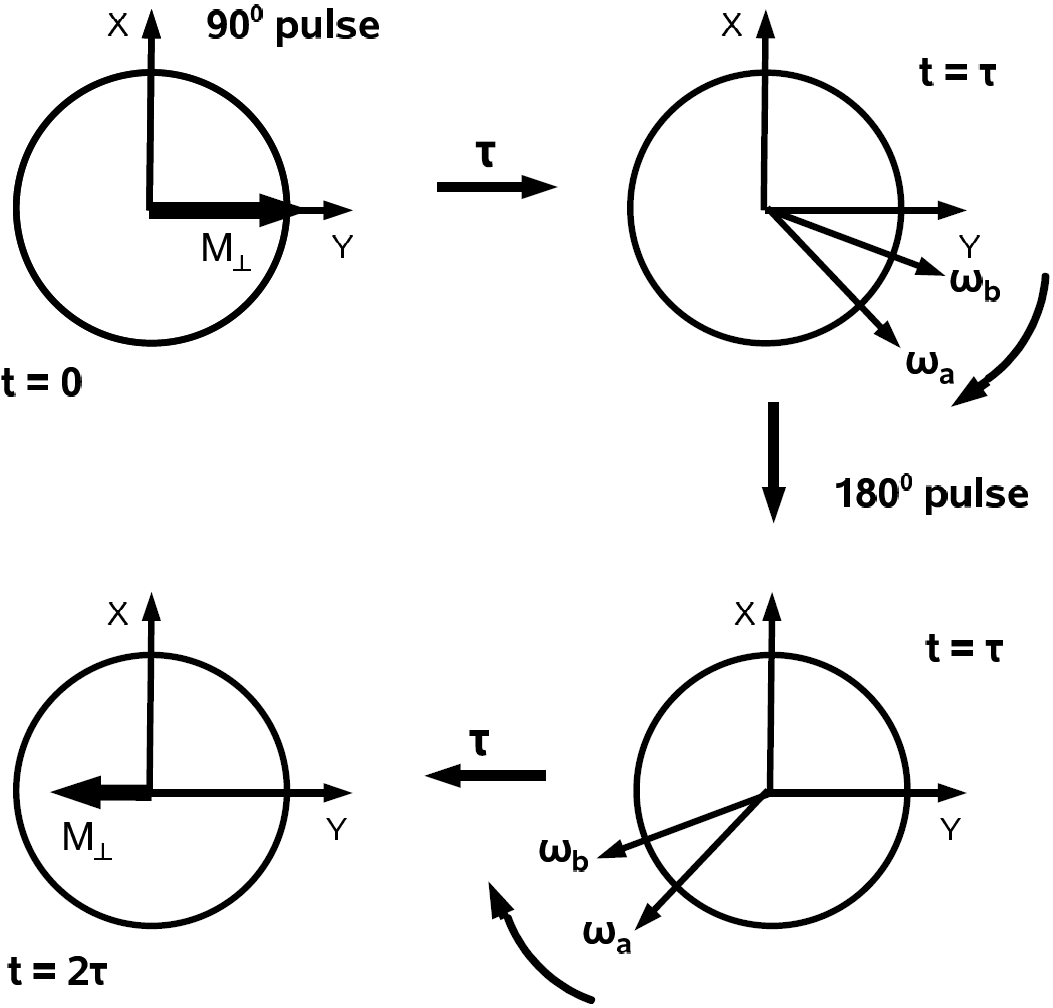 X
90⁰ pulse
M⊥
Y
t = 0
τ
X
t = τ
Y
ωb
ωa
180⁰ pulse
X
t = τ
Y
ωb
ωa
τ
X
M⊥
Y
t = 2τ